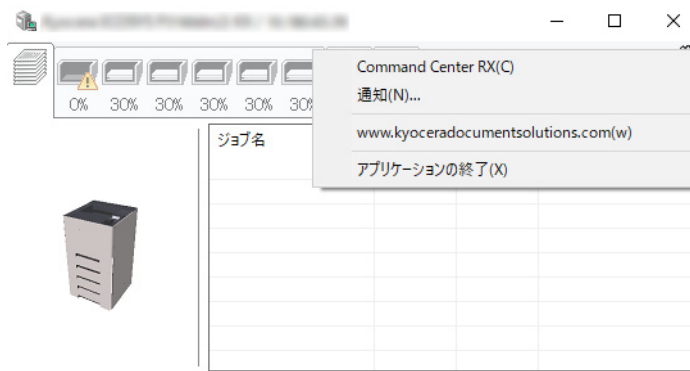 Command Center RX(C)
通知(N)...
www.kyoceradocumentsolutions.com(w)
アプリケーションの終了(X)
0% 30% 30% 30% 30% 30%
ジョブ名